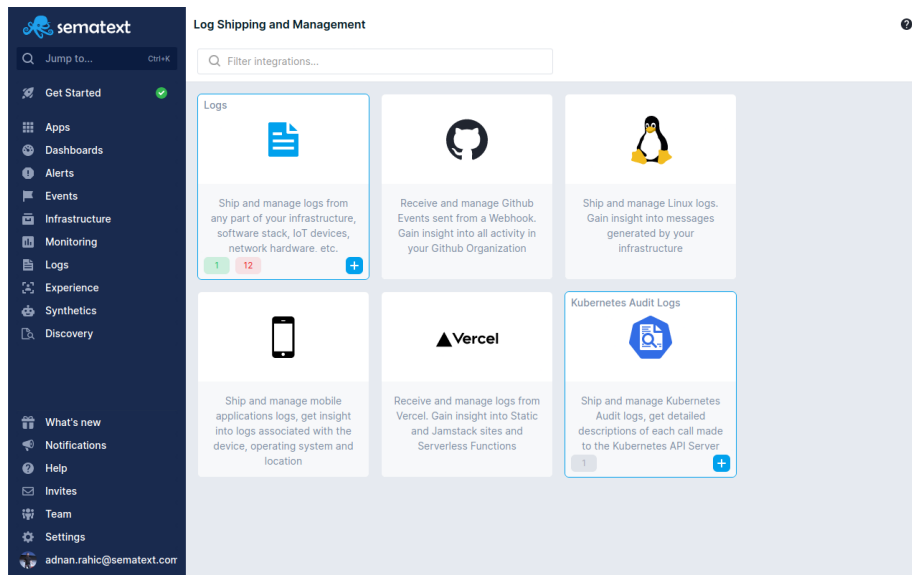 sematext
Jump to... Ctrl+K
Get Started
Apps
Dashboards
Alerts
Events
Infrastructure
Monitoring
Logs
Experience
Synthetics
Discovery
What's new
Notifications
Help
Invites
Team
Settings
adnan.rahic@sematext.com
Log Shipping and Management
Filter integrations...
Logs
Ship and manage logs from
any part of your infrastructure,
software stack, IoT devices,
network hardware. etc.
1 12
Receive and manage Github
Events sent from a Webhook.
Gain insight into all activity in
your Github Organization
Ship and manage Linux logs.
Gain insight into messages
generated by your
infrastructure
Ship and manage mobile
applications logs, get insight
into logs associated with the
device, operating system and
location
Vercel
Receive and manage logs from
Vercel. Gain insight into Static
and Jamstack sites and
Serverless Functions
Kubernetes Audit Logs
Ship and manage Kubernetes
Audit logs, get detailed
descriptions of each call made
to the Kubernetes API Server
1